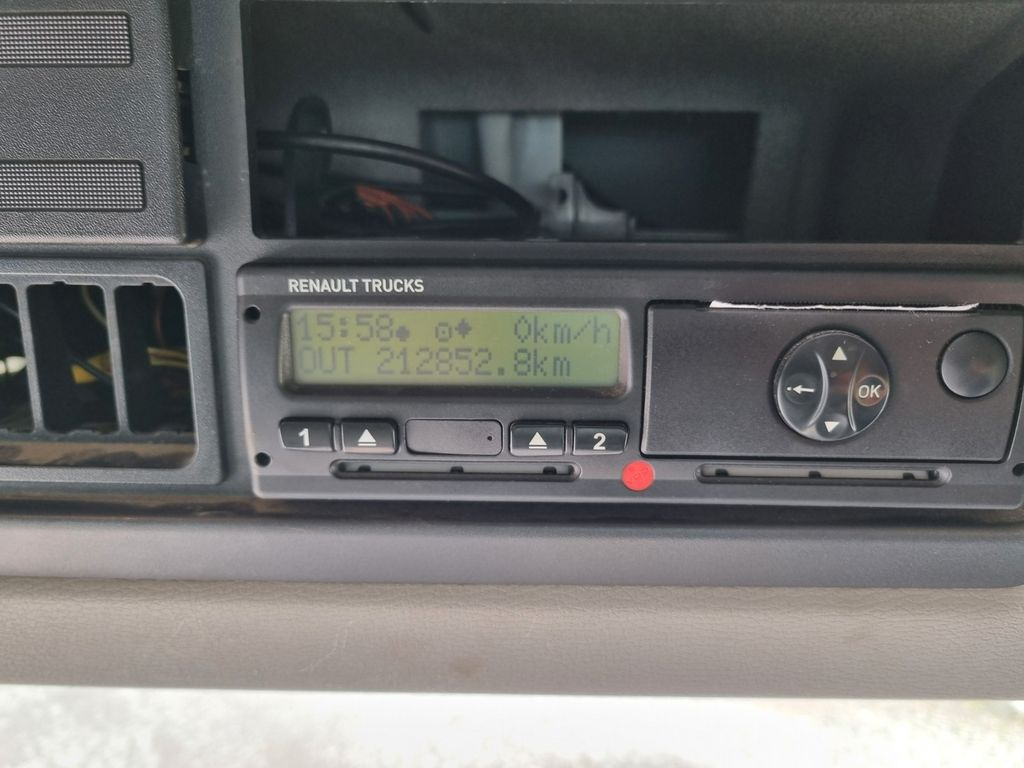 RENAULT TRUCKS
15:58 0km/h
OUT 212852.8km
1 2
OK